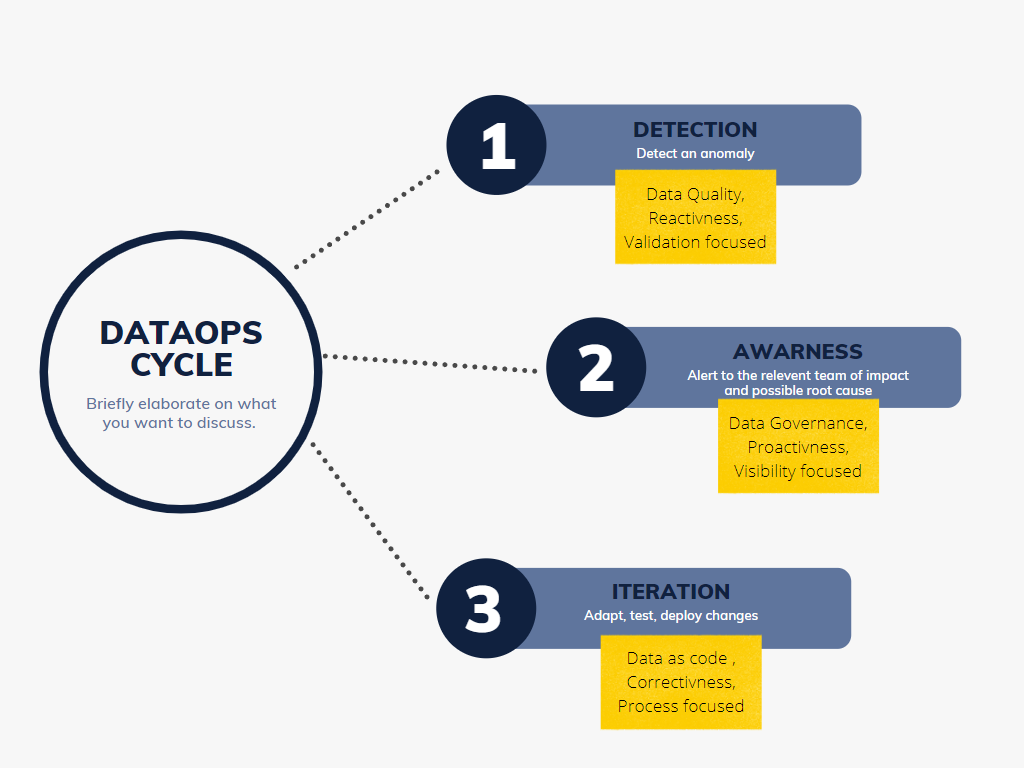 DATAOPS
CYCLE
Briefly elaborate on what
you want to discuss.
1
DETECTION
Detect an anomaly
Data Quality,
Reactivness,
Validation focused
2
AWARNESS
Alert to the relevent team of impact
and possible root cause
Data Governance,
Proactivness,
Visibility focused
3
ITERATION
Adapt, test, deploy changes
Data as code ,
Correctivness,
Process focused